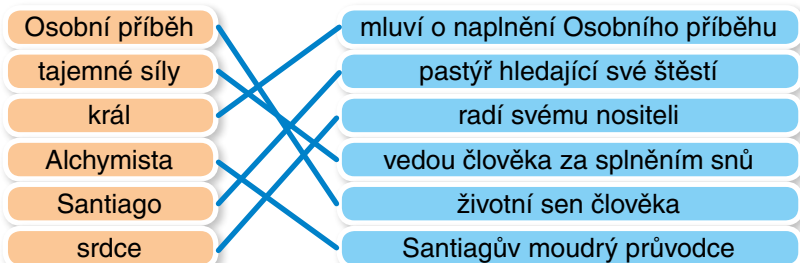 Osobní příběh
mluví o naplnění Osobního příběhu
tajemné síly
pastýř hledající své štěstí
král
radí svému nositeli
Alchymista
vedou člověka za splněním snů
Santiago
životní sen člověka
srdce
Santiagův moudrý průvodce